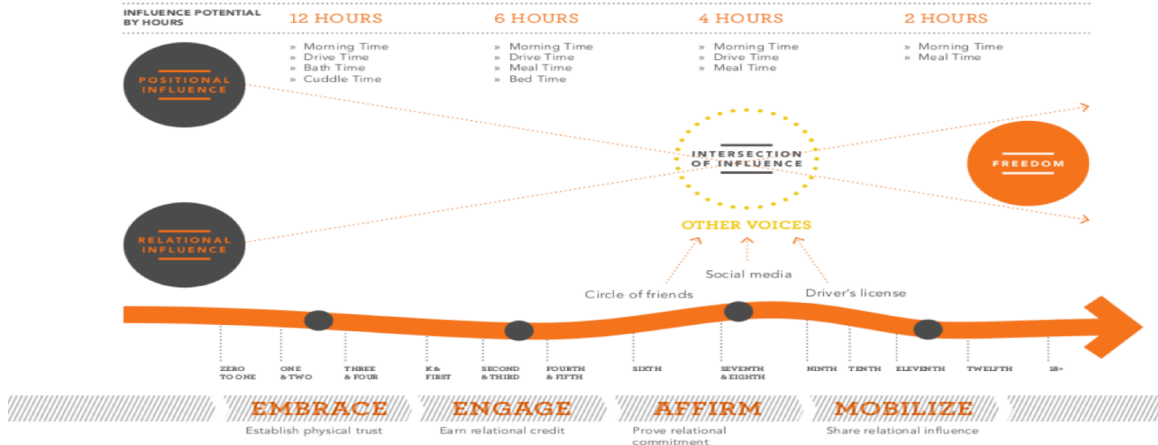 INFLUENCE POTENTIAL
BY HOURS
12 HOURS
6 HOURS
4 HOURS
2 HOURS
» Morning Time
» Drive Time
» Bath Time
» Cuddle Time
» Morning Time
» Drive Time
» Meal Time
» Bed Time
» Morning Time
» Drive Time
» Meal Time
» Morning Time
» Meal Time
POSITIONAL
INFLUENCE
INTERSECTION
OF INFLUENCE
FREEDOM
RELATIONAL
INFLUENCE
OTHER VOICES
Social media
Circle of friends
Driver's license
ZERO
TO ONE
ONE
& TWO
THREE
& FOUR
K &
FIRST
SECOND
& THIRD
FOURTH
& FIFTH
SIXTH
SEVENTH
& EIGHTH
NINTH
TENTH
ELEVENTH
TWELFTH
18+
EMBRACE
ENGAGE
AFFIRM
MOBILIZE
Establish physical trust
Earn relational credit
Prove relational
commitment
Share relational influence